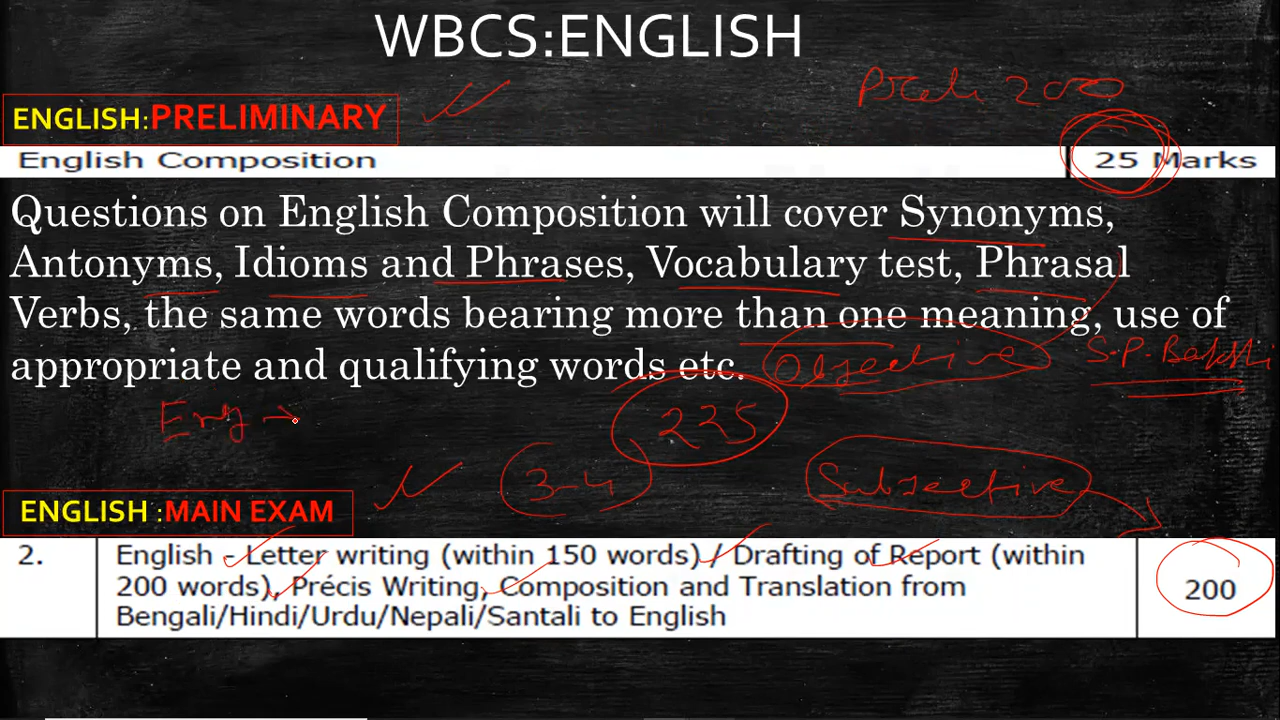 WBCS:ENGLISH
Preli 2000
ENGLISH:PRELIMINARY
English Composition 25 Marks
Questions on English Composition will cover Synonyms,
Antonyms, Idioms and Phrases, Vocabulary test, Phrasal
Verbs, the same words bearing more than one meaning, use of
appropriate and qualifying words etc. Objective S.P. Bakshi
Eng → 225
3-4 Subjective
ENGLISH :MAIN EXAM
2. English - Letter writing (within 150 words) / Drafting of Report (within
200 words), Précis Writing, Composition and Translation from 200
Bengali/Hindi/Urdu/Nepali/Santali to English